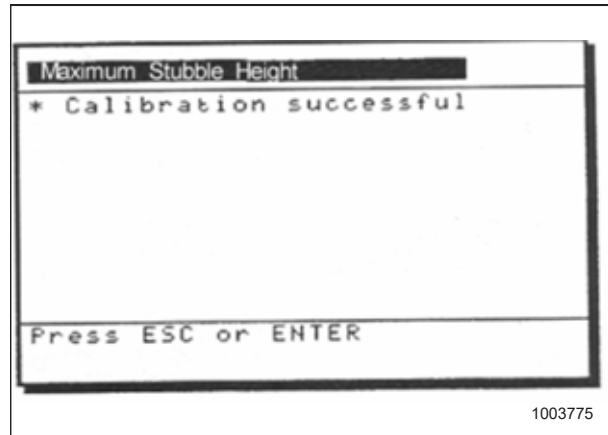 Maximum Stubble Height
* Calibration successful
Press ESC or ENTER
1003775